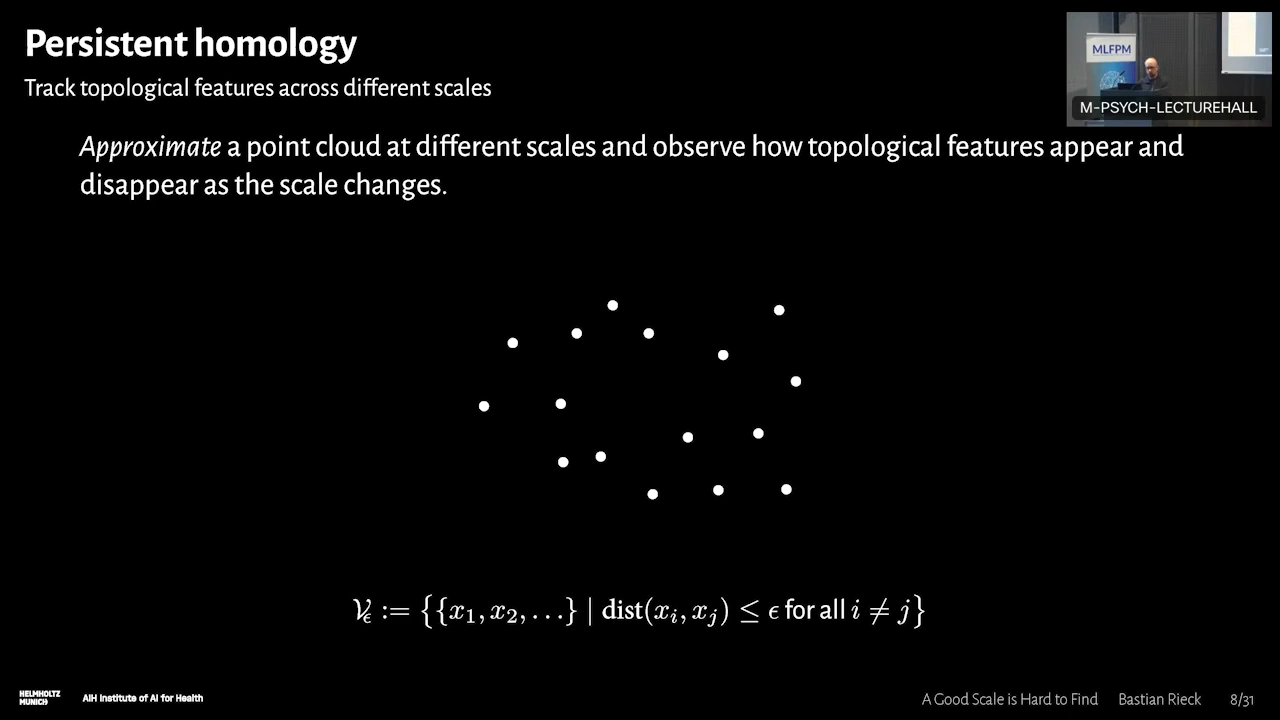 Persistent homology
Track topological features across different scales
MLFPM
M-PSYCH-LECTUREHALL
Approximate a point cloud at different scales and observe how topological features appear and
disappear as the scale changes.
𝒱ϵ := {{x₁, x₂, …} | dist(xᵢ, xⱼ) ≤ ϵ for all i ≠ j}
HELMHOLTZ
MUNICH
AIH Institute of AI for Health
A Good Scale is Hard to Find Bastian Rieck 8/31